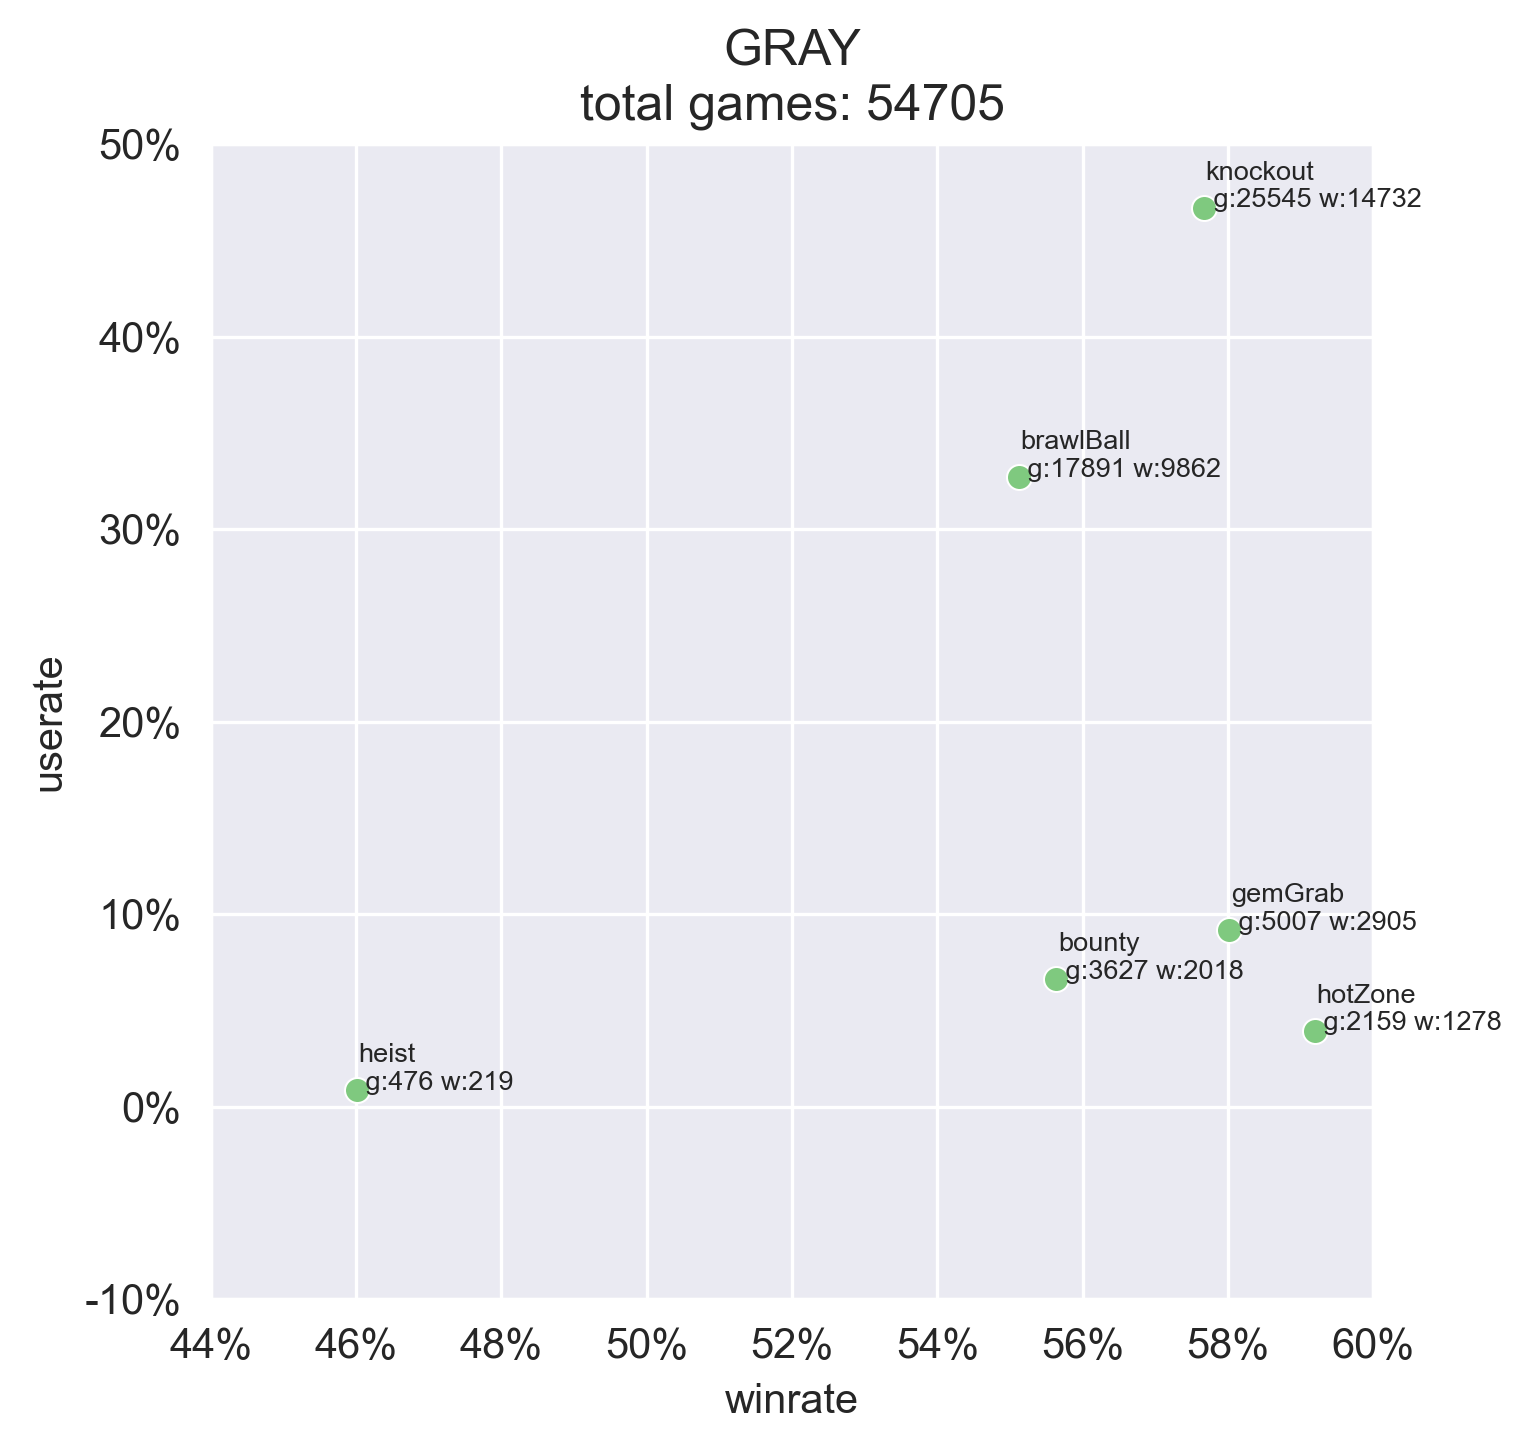 GRAY
total games: 54705
50%
40%
30%
20%
10%
0%
-10%
userate
knockout
g:25545 w:14732
brawlBall
g:17891 w:9862
gemGrab
g:5007 w:2905
bounty
g:3627 w:2018
hotZone
g:2159 w:1278
heist
g:476 w:219
44% 46% 48% 50% 52% 54% 56% 58% 60%
winrate